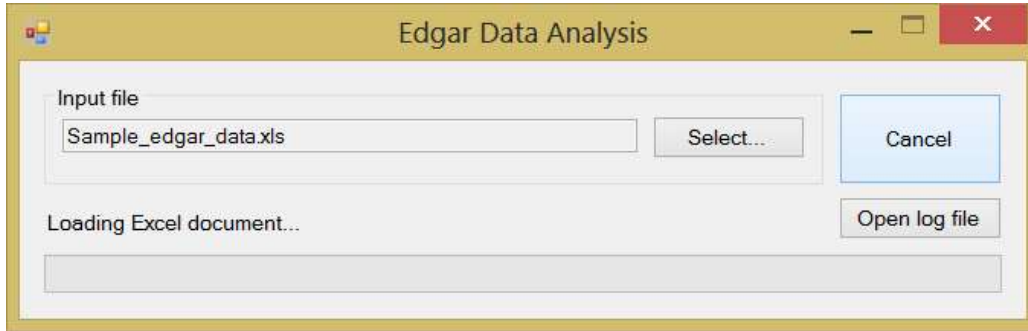 Edgar Data Analysis
Input file
Sample_edgar_data.xls
Select...
Cancel
Loading Excel document...
Open log file